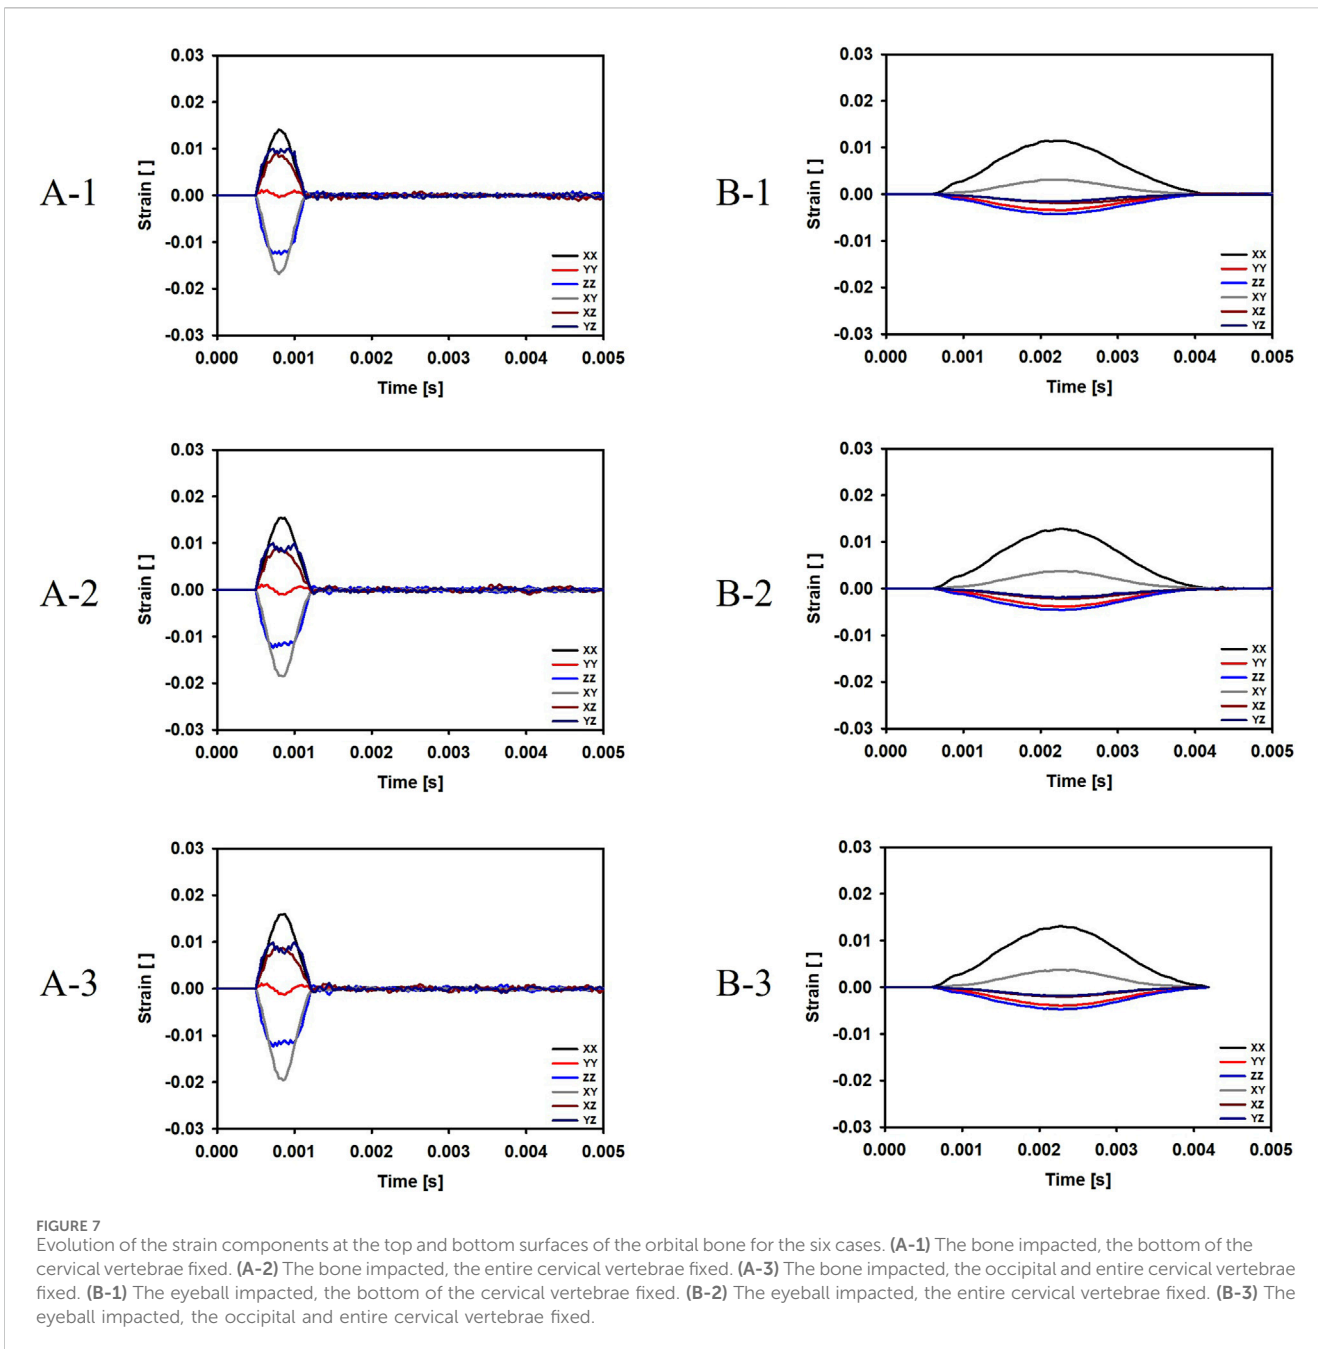 A-1
Strain [ ]
0.03
0.02
0.01
0.00
-0.01
-0.02
-0.03
0.000 0.001 0.002 0.003 0.004 0.005
Time [s]
XX
YY
ZZ
XY
XZ
YZ
B-1
Strain [ ]
0.03
0.02
0.01
0.00
-0.01
-0.02
-0.03
0.000 0.001 0.002 0.003 0.004 0.005
Time [s]
XX
YY
ZZ
XY
XZ
YZ
A-2
Strain [ ]
0.03
0.02
0.01
0.00
-0.01
-0.02
-0.03
0.000 0.001 0.002 0.003 0.004 0.005
Time [s]
XX
YY
ZZ
XY
XZ
YZ
B-2
Strain [ ]
0.03
0.02
0.01
0.00
-0.01
-0.02
-0.03
0.000 0.001 0.002 0.003 0.004 0.005
Time [s]
XX
YY
ZZ
XY
XZ
YZ
A-3
Strain [ ]
0.03
0.02
0.01
0.00
-0.01
-0.02
-0.03
0.000 0.001 0.002 0.003 0.004 0.005
Time [s]
XX
YY
ZZ
XY
XZ
YZ
B-3
Strain [ ]
0.03
0.02
0.01
0.00
-0.01
-0.02
-0.03
0.000 0.001 0.002 0.003 0.004 0.005
Time [s]
XX
YY
ZZ
XY
XZ
YZ
FIGURE 7
Evolution of the strain components at the top and bottom surfaces of the orbital bone for the six cases. (A-1) The bone impacted, the bottom of the
cervical vertebrae fixed. (A-2) The bone impacted, the entire cervical vertebrae fixed. (A-3) The bone impacted, the occipital and entire cervical vertebrae
fixed. (B-1) The eyeball impacted, the bottom of the cervical vertebrae fixed. (B-2) The eyeball impacted, the entire cervical vertebrae fixed. (B-3) The
eyeball impacted, the occipital and entire cervical vertebrae fixed.